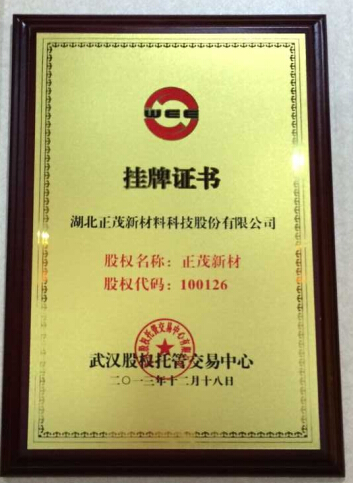 WEE
挂牌证书
湖北正茂新材料科技股份有限公司
股权名称：正茂新材
股权代码：100126
武汉股权托管交易中心
二〇一三年十二月十八日